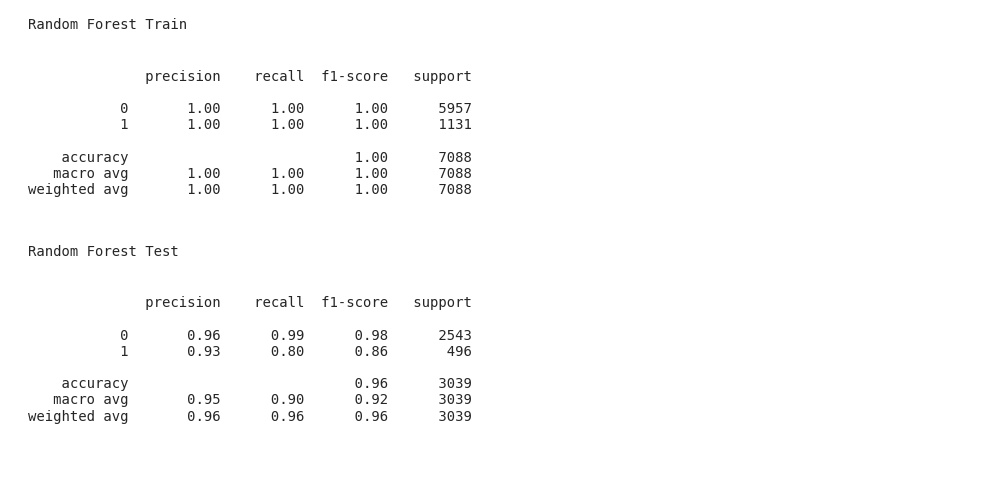 Random Forest Train
precision recall f1-score support
0 1.00 1.00 1.00 5957
1 1.00 1.00 1.00 1131
accuracy 1.00 7088
macro avg 1.00 1.00 1.00 7088
weighted avg 1.00 1.00 1.00 7088
Random Forest Test
precision recall f1-score support
0 0.96 0.99 0.98 2543
1 0.93 0.80 0.86 496
accuracy 0.96 3039
macro avg 0.95 0.90 0.92 3039
weighted avg 0.96 0.96 0.96 3039